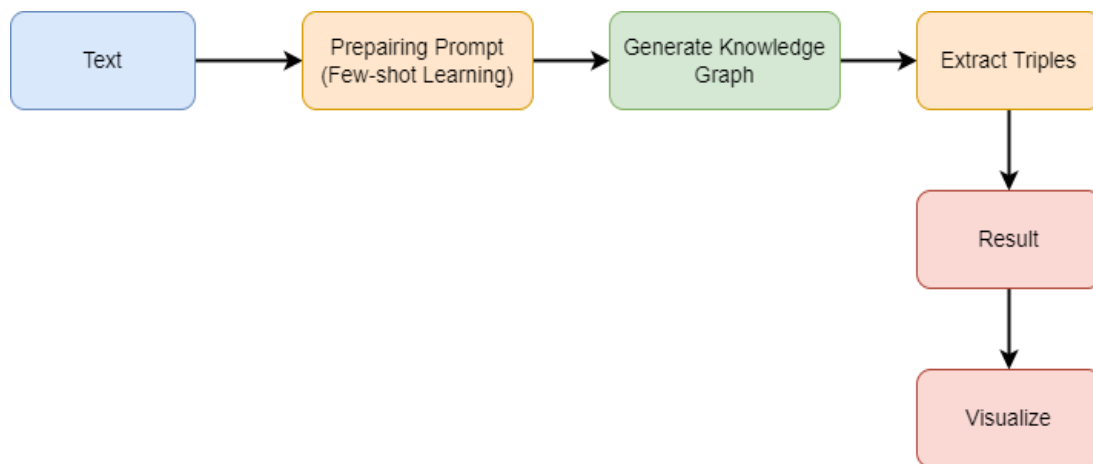 Text
Prepairing Prompt
(Few-shot Learning)
Generate Knowledge
Graph
Extract Triples
Result
Visualize